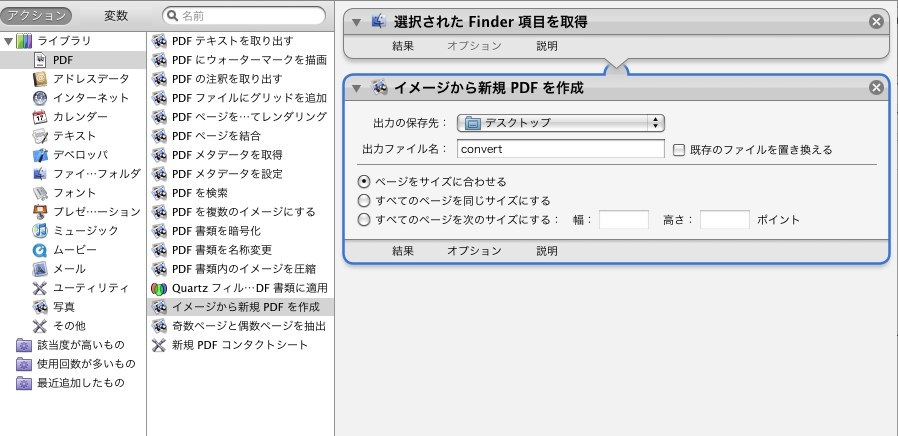 アクション 変数 名前
ライブラリ
PDF
アドレスデータ
インターネット
カレンダー
テキスト
デベロッパ
ファイ…フォルダ
フォント
プレゼ…ーション
ミュージック
ムービー
メール
ユーティリティ
写真
その他
該当度が高いもの
使用回数が多いもの
最近追加したもの
PDF テキストを取り出す
PDF にウォーターマークを描画
PDF の注釈を取り出す
PDF ファイルにグリッドを追加
PDF ページを…てレンダリング
PDF ページを結合
PDF メタデータを取得
PDF メタデータを設定
PDF を検索
PDF を複数のイメージにする
PDF 書類を暗号化
PDF 書類を名称変更
PDF 書類内のイメージを圧縮
Quartz フィル…DF 書類に適用
イメージから新規 PDF を作成
奇数ページと偶数ページを抽出
新規 PDF コンタクトシート
選択された Finder 項目を取得
結果 オプション 説明
イメージから新規 PDF を作成
出力の保存先： デスクトップ
出力ファイル名： convert 既存のファイルを置き換える
ページをサイズに合わせる
すべてのページを同じサイズにする
すべてのページを次のサイズにする： 幅： 高さ： ポイント
結果 オプション 説明